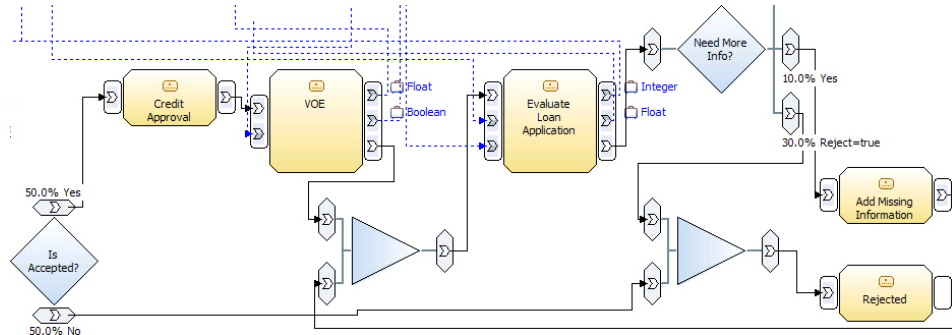 Need More
Info?
10.0% Yes
30.0% Reject=true
Credit
Approval
VOE
Float
Boolean
Evaluate
Loan
Application
Integer
Float
50.0% Yes
Is
Accepted?
50.0% No
Add Missing
Information
Rejected